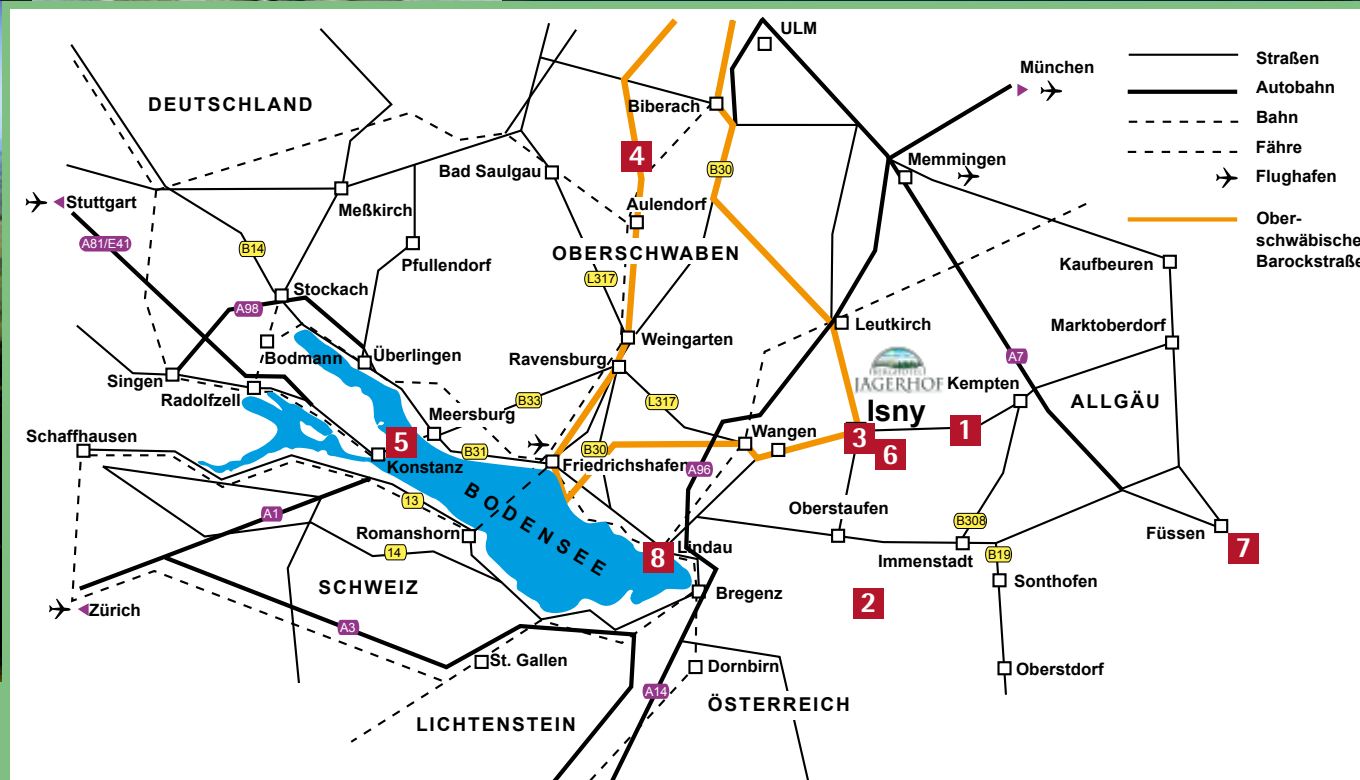 ULM
München
Straßen
Autobahn
Bahn
Fähre
Flughafen
Ober-
schwäbische
Barockstraße
DEUTSCHLAND
Biberach
4
B30
Memmingen
Bad Saulgau
Stuttgart
Meßkirch
Aulendorf
A81/E41
B14
OBERSCHWABEN
Pfullendorf
Kaufbeuren
L317
Stockach
A98
Leutkirch
Marktoberdorf
Weingarten
Bodmann
Überlingen
Ravensburg
A7
BERGHOTEL
JÄGERHOF
Kempten
Singen
Radolfzell
B33
L317
Isny
ALLGÄU
Meersburg
Schaffhausen
5
Konstanz
B31
B30
Wangen
3
1
6
Friedrichshafen
A96
BODENSEE
13
A1
Oberstaufen
B308
Romanshorn
14
8
Lindau
Immenstadt
B19
Füssen
7
SCHWEIZ
Sonthofen
Zürich
Bregenz
2
A3
St. Gallen
Dornbirn
Oberstdorf
A14
ÖSTERREICH
LICHTENSTEIN